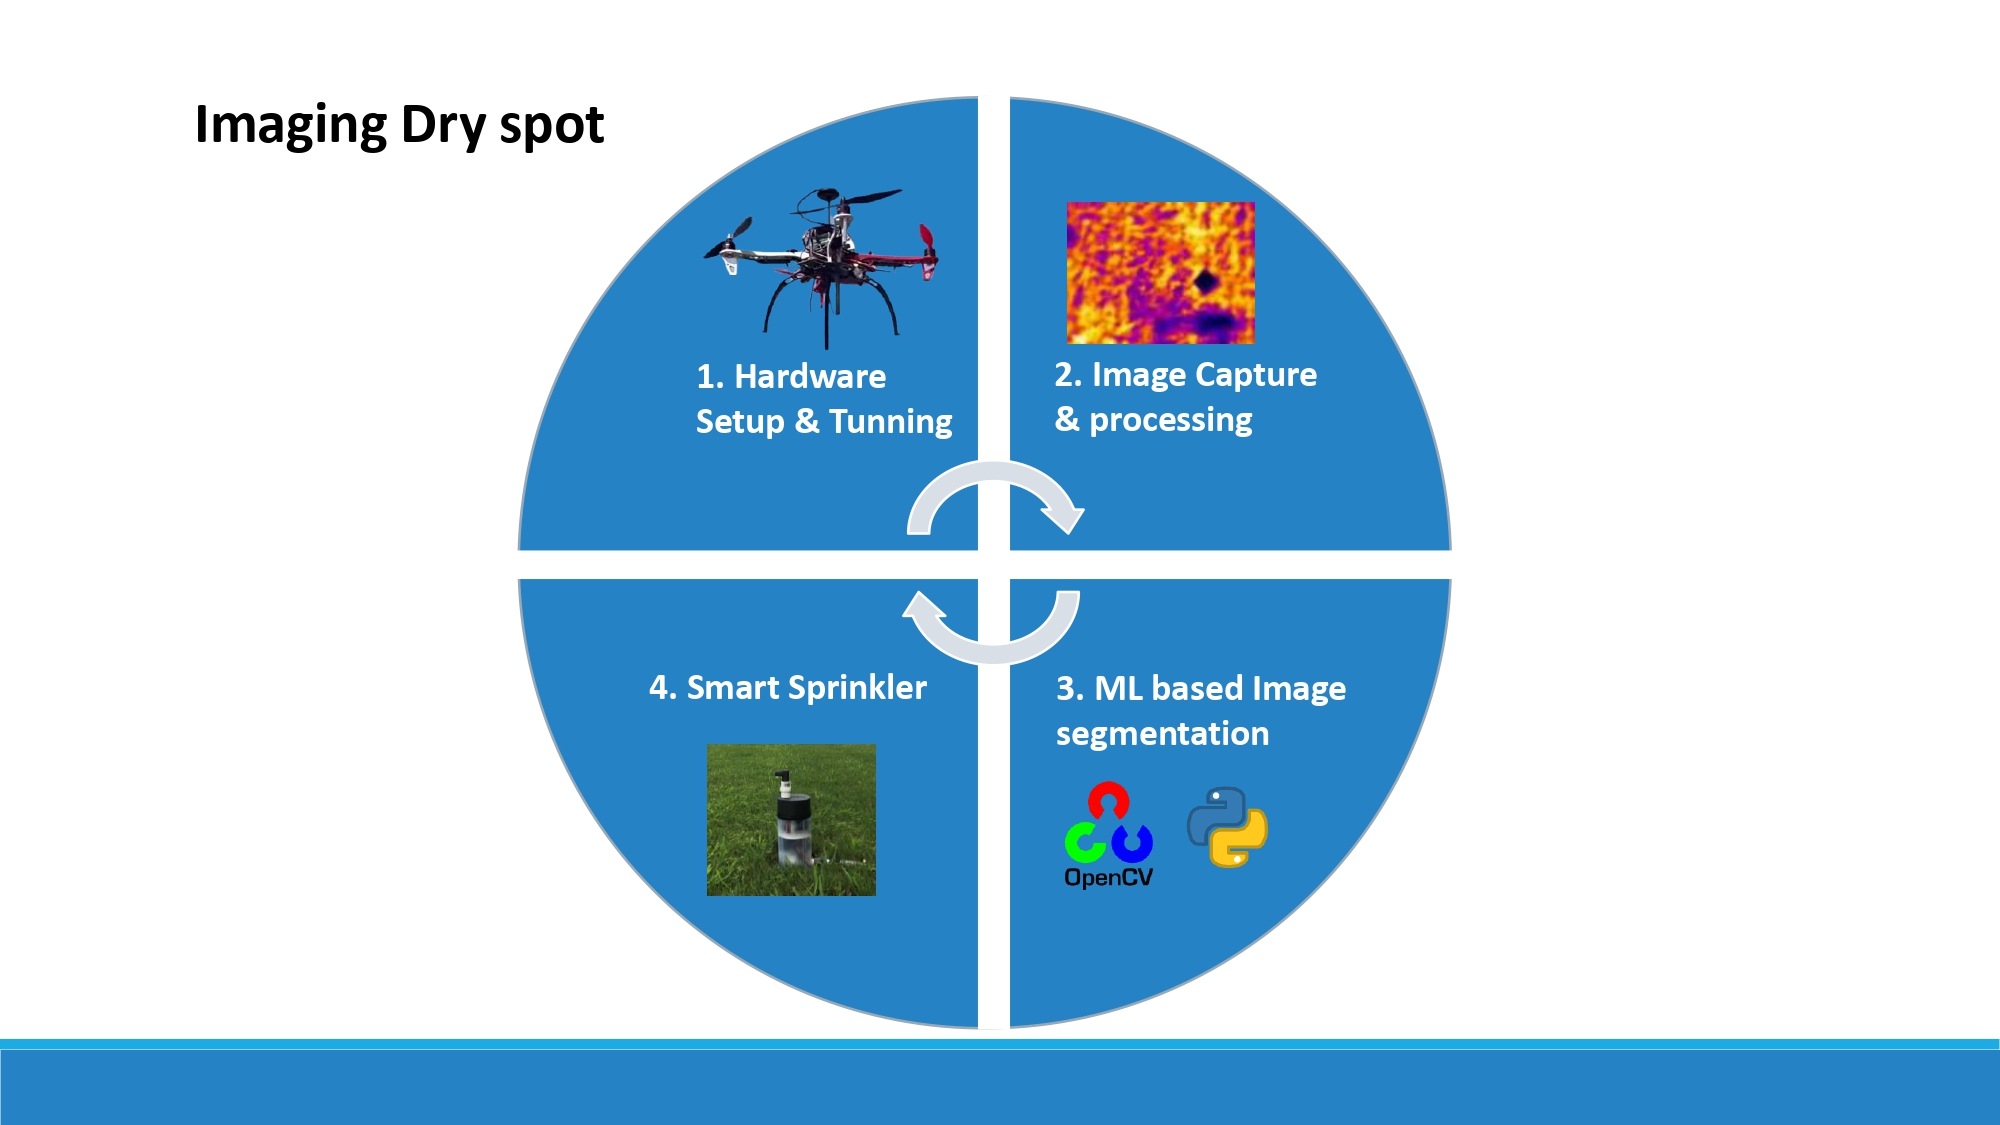 Imaging Dry spot
1. Hardware
Setup & Tunning
2. Image Capture
& processing
4. Smart Sprinkler
3. ML based Image
segmentation
OpenCV